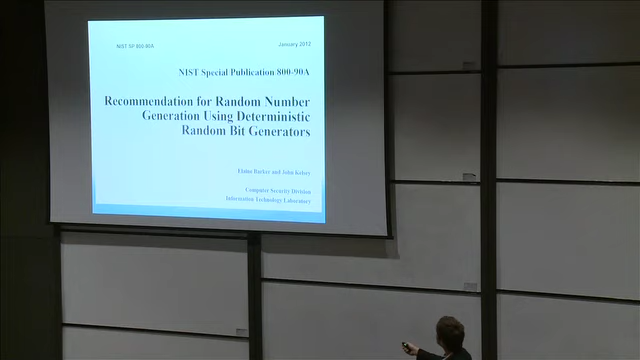 NIST SP 800-90A
January 2012
NIST Special Publication 800-90A
Recommendation for Random Number
Generation Using Deterministic
Random Bit Generators
Elaine Barker and John Kelsey
Computer Security Division
Information Technology Laboratory